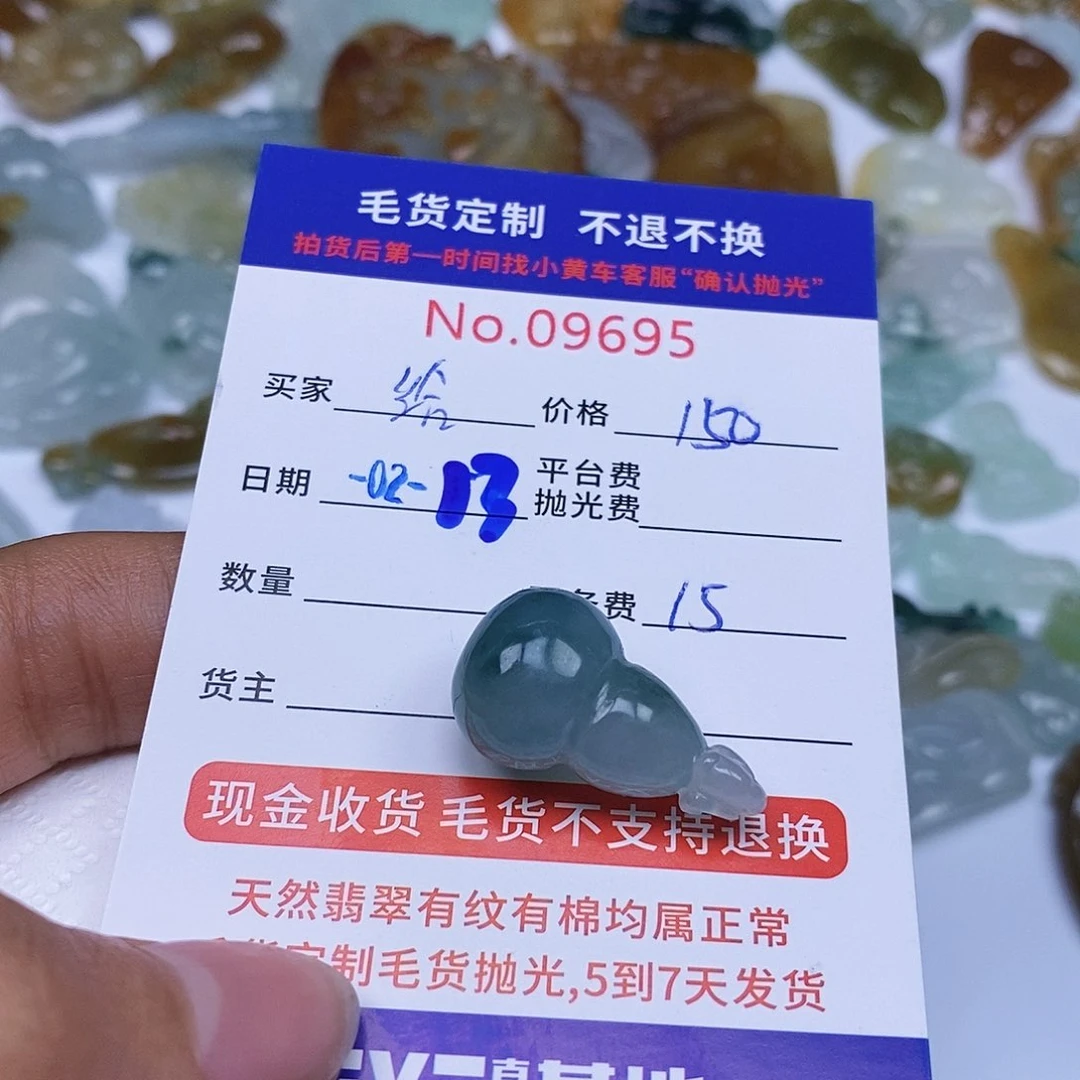 毛货定制 不退不换
拍货后第一时间找小黄车客服“确认抛光”
No.09695
买家 价格 150
日期 -02-13 平台费
抛光费
数量 务费 15
货主
现金收货 毛货不支持退换
天然翡翠有纹有棉均属正常
定制毛货抛光,5到7天发货